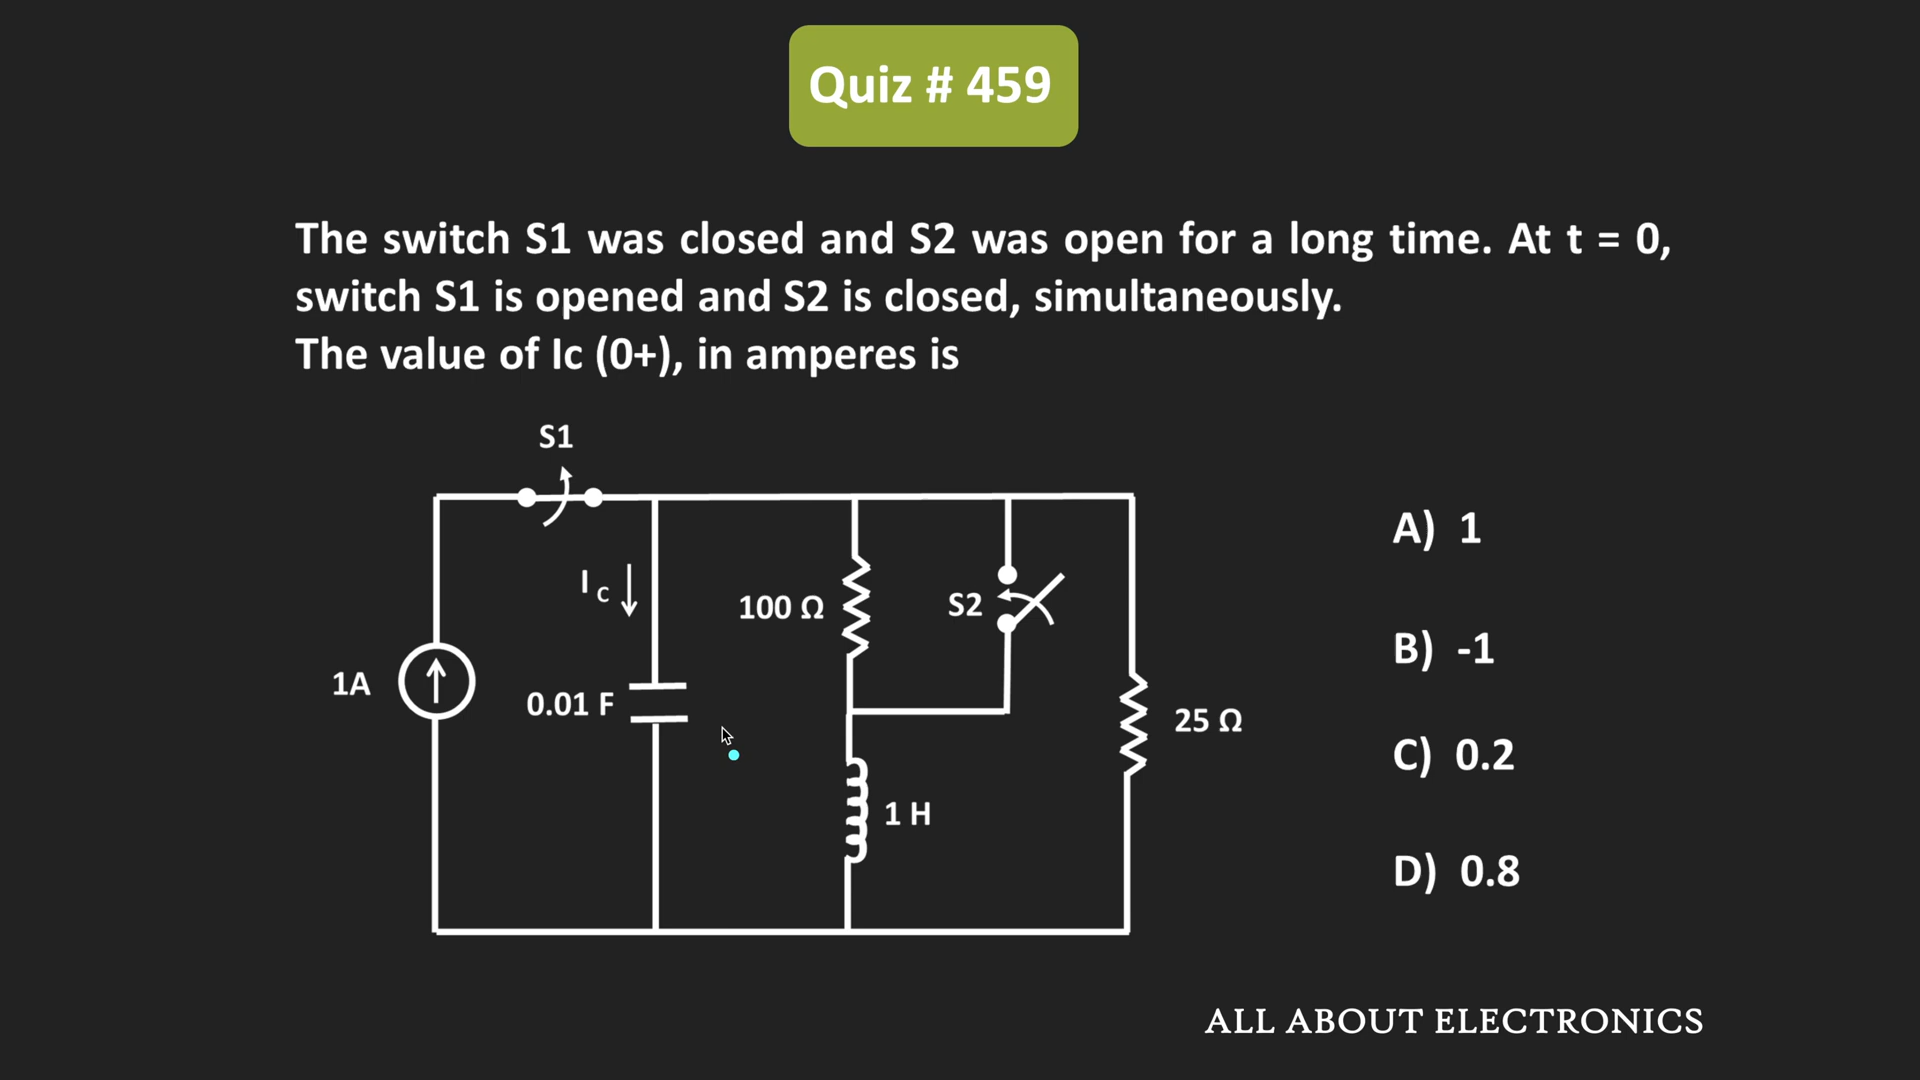 Quiz # 459
The switch S1 was closed and S2 was open for a long time. At t = 0,
switch S1 is opened and S2 is closed, simultaneously.
The value of Ic (0+), in amperes is
S1
I C
100 Ω
S2
1A
0.01 F
25 Ω
1 H
A) 1
B) -1
C) 0.2
D) 0.8
ALL ABOUT ELECTRONICS